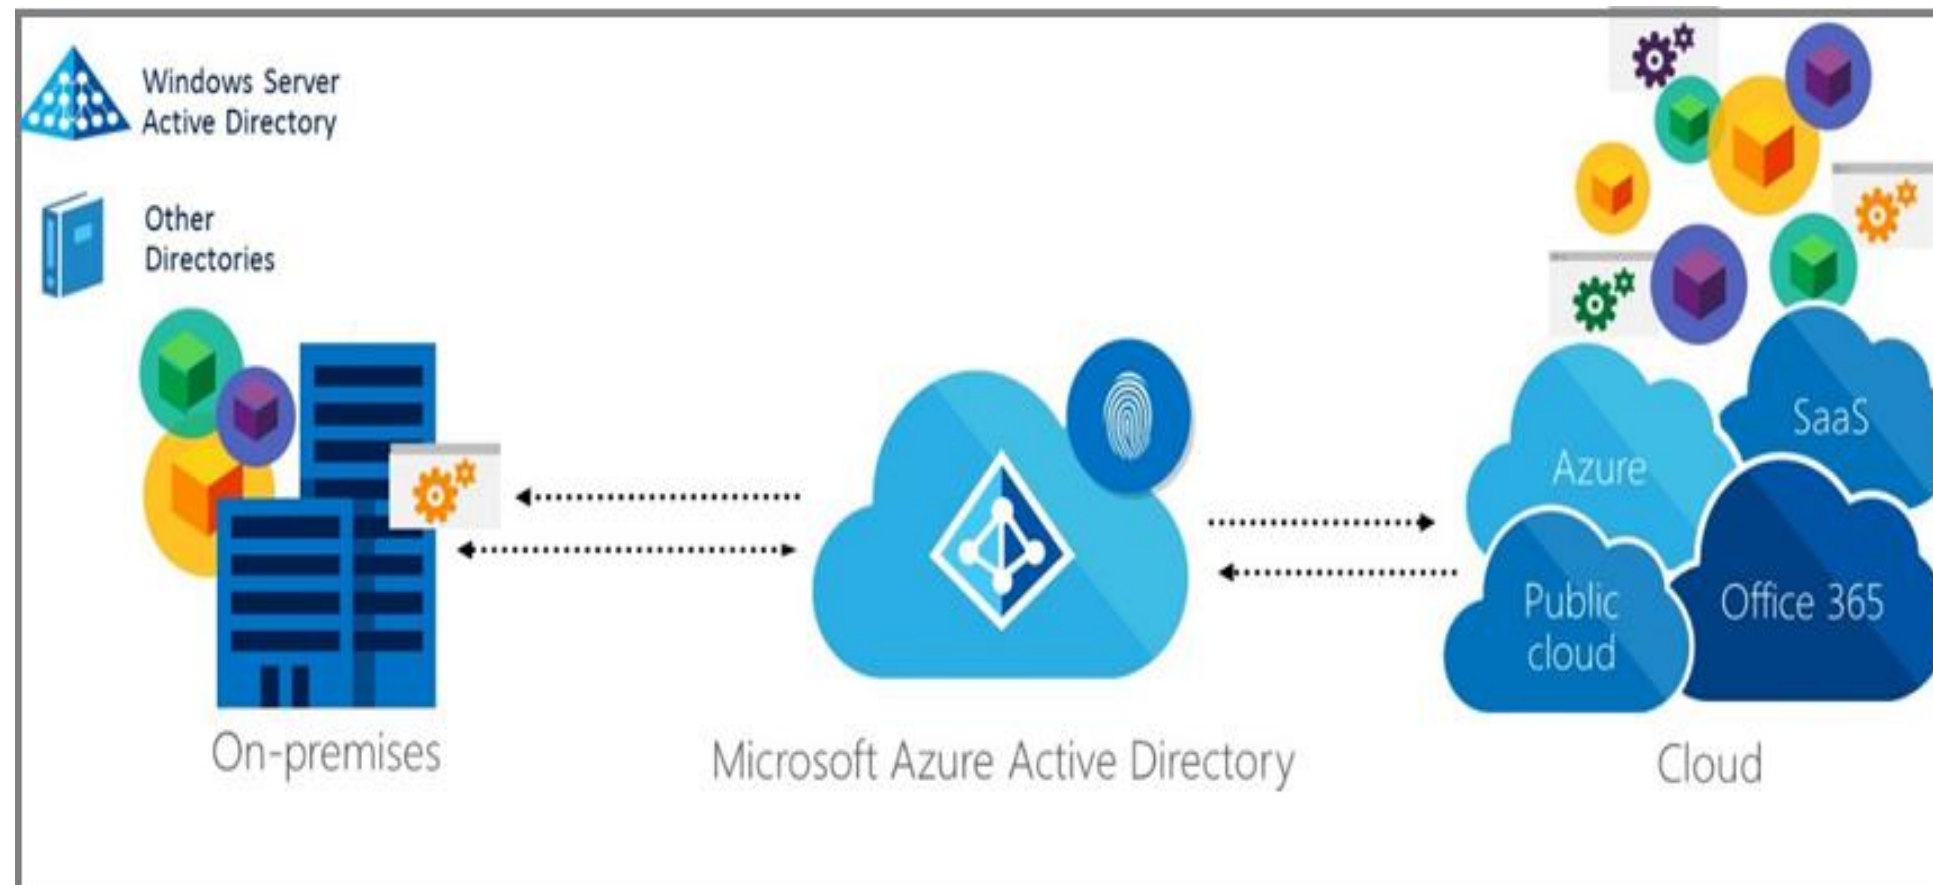 Windows Server
Active Directory
Other
Directories
SaaS
Azure
Public
cloud
Office 365
On-premises
Microsoft Azure Active Directory
Cloud